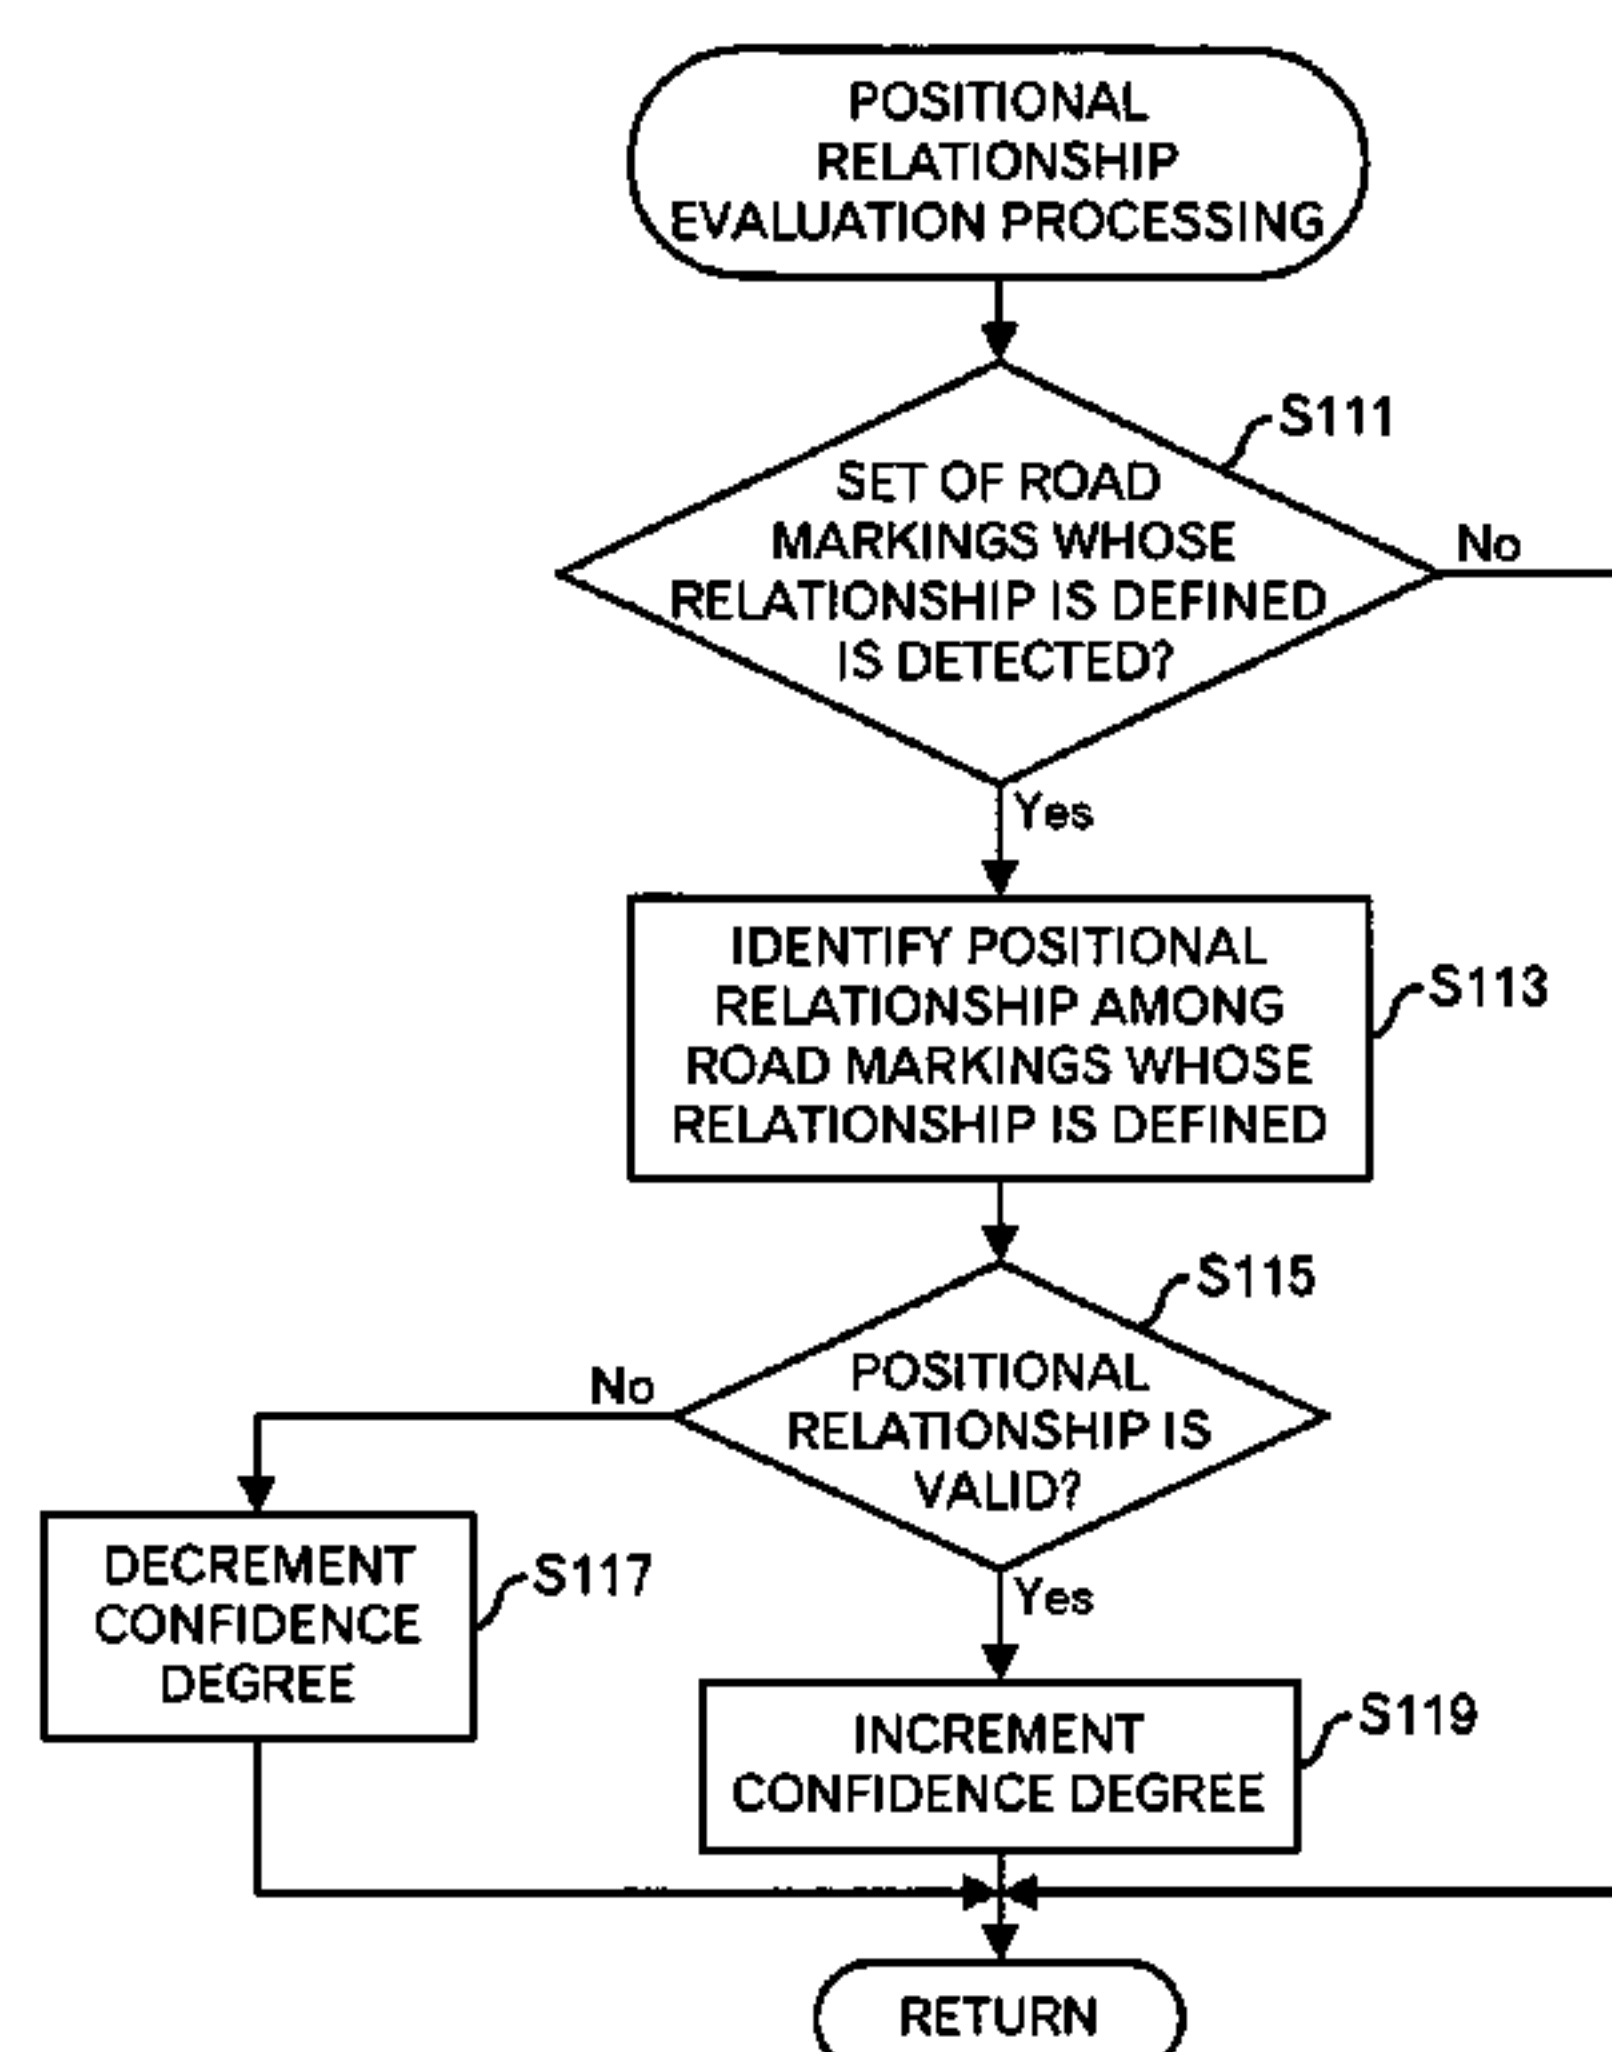 POSITIONAL
RELATIONSHIP
EVALUATION PROCESSING
S111
SET OF ROAD
MARKINGS WHOSE
RELATIONSHIP IS DEFINED
IS DETECTED?
No
Yes
IDENTIFY POSITIONAL
RELATIONSHIP AMONG
ROAD MARKINGS WHOSE
RELATIONSHIP IS DEFINED
S113
S115
POSITIONAL
RELATIONSHIP IS
VALID?
No
Yes
DECREMENT
CONFIDENCE
DEGREE
S117
INCREMENT
CONFIDENCE DEGREE
S119
RETURN